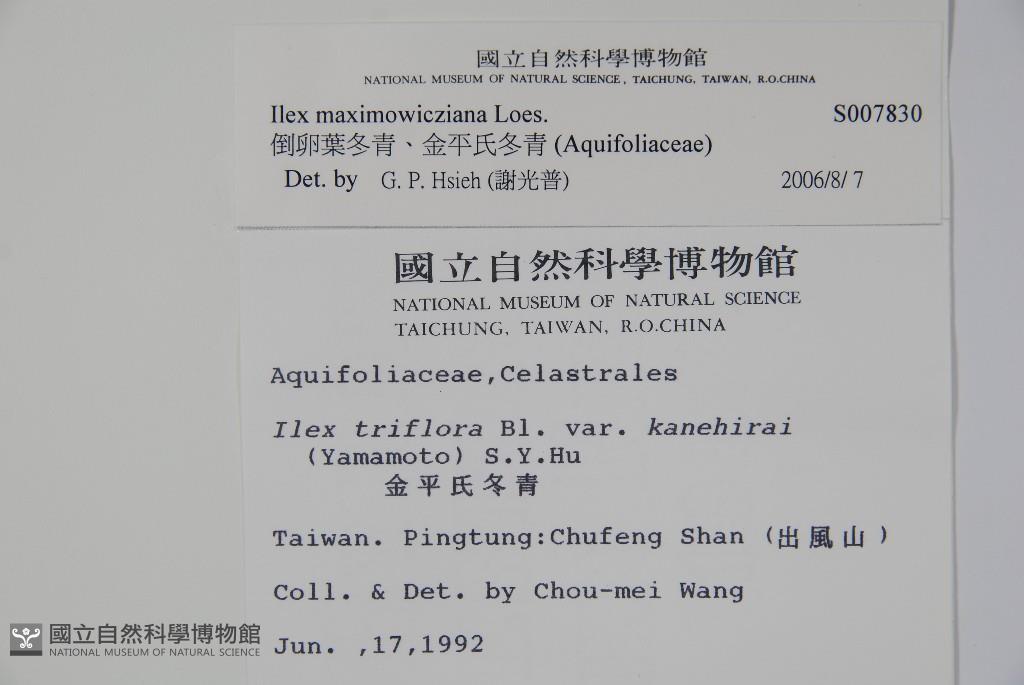 國立自然科學博物館
NATIONAL MUSEUM OF NATURAL SCIENCE, TAICHUNG, TAIWAN, R.O.CHINA
Ilex maximowicziana Loes. S007830
倒卵葉冬青、金平氏冬青 (Aquifoliaceae)
Det. by G. P. Hsieh (謝光普) 2006/8/ 7
國立自然科學博物館
NATIONAL MUSEUM OF NATURAL SCIENCE
TAICHUNG, TAIWAN, R.O.CHINA
Aquifoliaceae,Celastrales
Ilex triflora Bl. var. kanehirai
(Yamamoto) S.Y.Hu
金平氏冬青
Taiwan. Pingtung:Chufeng Shan (出風山)
Coll. & Det. by Chou-mei Wang
Jun. ,17,1992
國立自然科學博物館
NATIONAL MUSEUM OF NATURAL SCIENCE